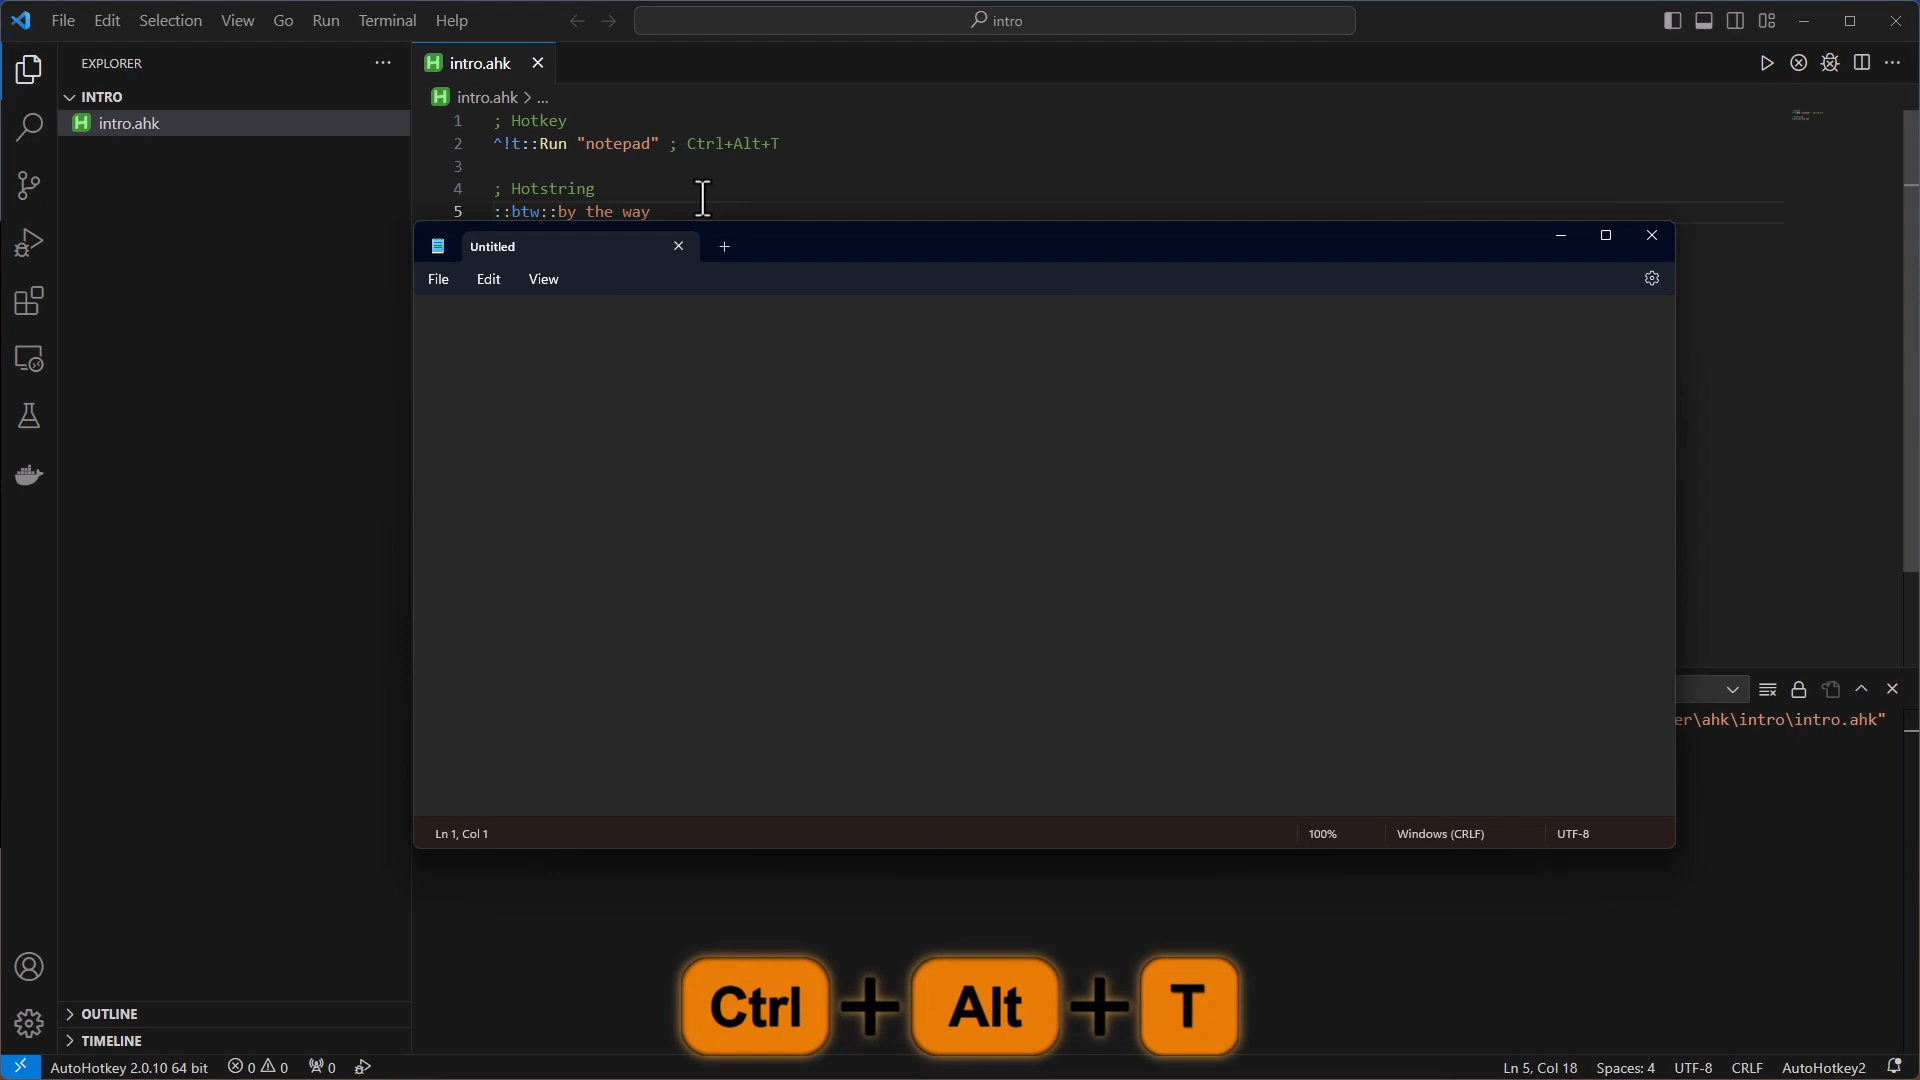 File Edit Selection View Go Run Terminal Help
intro
EXPLORER
INTRO
intro.ahk
intro.ahk
intro.ahk > ...
1 ; Hotkey
2 ^!t::Run "notepad" ; Ctrl+Alt+T
3
4 ; Hotstring
5 ::btw::by the way
Untitled
File Edit View
Ln 1, Col 1
100%
Windows (CRLF)
UTF-8
er\ahk\intro\intro.ahk"
Ctrl + Alt + T
OUTLINE
TIMELINE
AutoHotkey 2.0.10 64 bit 0 0 0
Ln 5, Col 18 Spaces: 4 UTF-8 CRLF AutoHotkey2